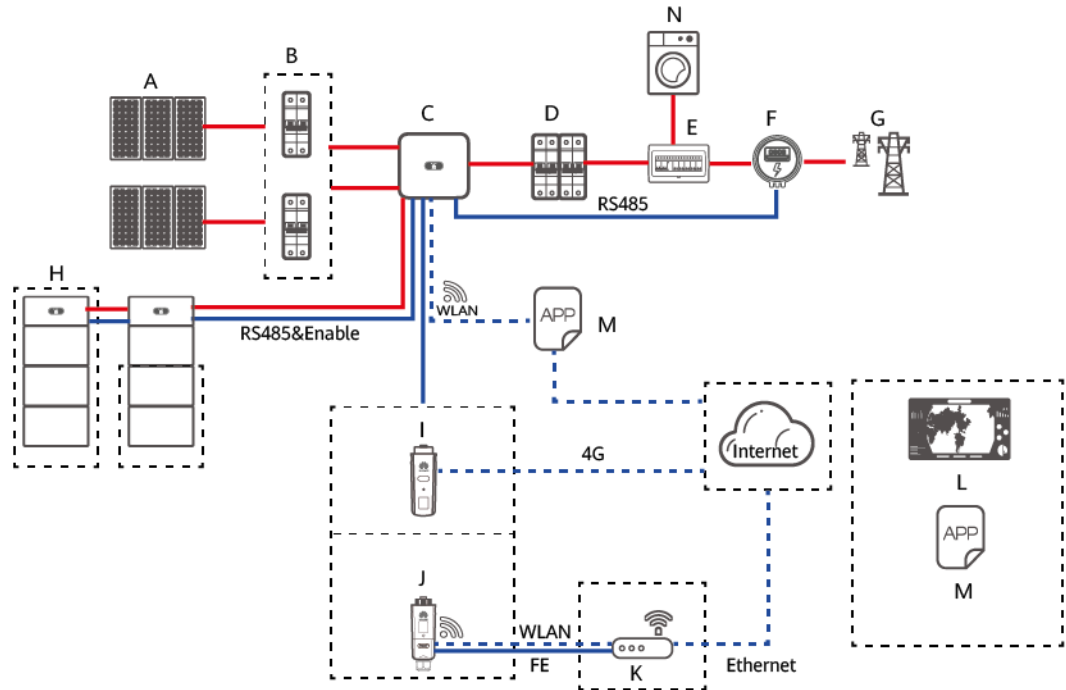 N
B
A
C
D
E
F
G
RS485
H
WLAN
APP
M
RS485&Enable
I
4G
Internet
L
APP
M
J
WLAN
FE
K
Ethernet